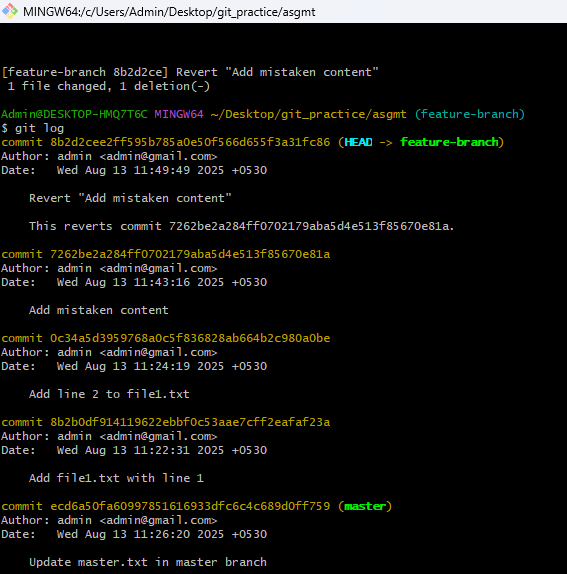 MINGW64:/c/Users/Admin/Desktop/git_practice/asgmt
[feature-branch 8b2d2ce] Revert "Add mistaken content"
 1 file changed, 1 deletion(-)
Admin@DESKTOP-HMQ7T6C MINGW64 ~/Desktop/git_practice/asgmt (feature-branch)
$ git log
commit 8b2d2cee2ff595b785a0e50f566d655f3a31fc86 (HEAD -> feature-branch)
Author: admin <admin@gmail.com>
Date:   Wed Aug 13 11:49:49 2025 +0530
    Revert "Add mistaken content"
    This reverts commit 7262be2a284ff0702179aba5d4e513f85670e81a.
commit 7262be2a284ff0702179aba5d4e513f85670e81a
Author: admin <admin@gmail.com>
Date:   Wed Aug 13 11:43:16 2025 +0530
    Add mistaken content
commit 0c34a5d3959768a0c5f836828ab664b2c980a0be
Author: admin <admin@gmail.com>
Date:   Wed Aug 13 11:24:19 2025 +0530
    Add line 2 to file1.txt
commit 8b2b0df914119622ebbf0c53aae7cff2eafaf23a
Author: admin <admin@gmail.com>
Date:   Wed Aug 13 11:22:31 2025 +0530
    Add file1.txt with line 1
commit ecd6a50fa60997851616933dfc6c4c689d0ff759 (master)
Author: admin <admin@gmail.com>
Date:   Wed Aug 13 11:26:20 2025 +0530
    Update master.txt in master branch